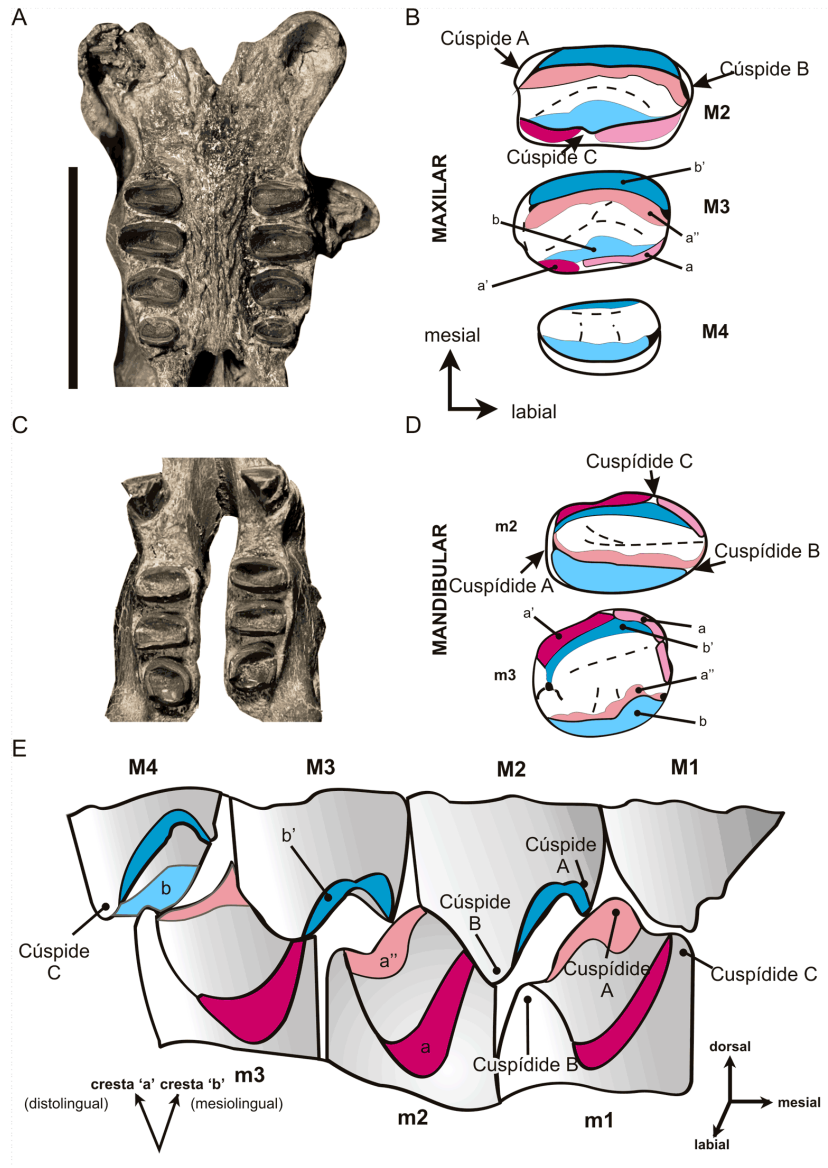 A
B
Cúspide A
Cúspide B
M2
Cúspide C
b'
MAXILAR
M3
b
a''
a
a'
M4
mesial
labial
C
D
Cuspídide C
m2
Cuspídide B
Cuspídide A
MANDIBULAR
a'
a
b'
m3
a''
b
E
M4
M3
M2
M1
b'
Cúspide
A
Cúspide
B
b
Cúspide
C
a''
Cuspídide
A
Cuspídide C
a
Cuspídide B
dorsal
mesial
labial
cresta 'a' cresta 'b'
(distolingual) (mesiolingual)
m3
m2
m1